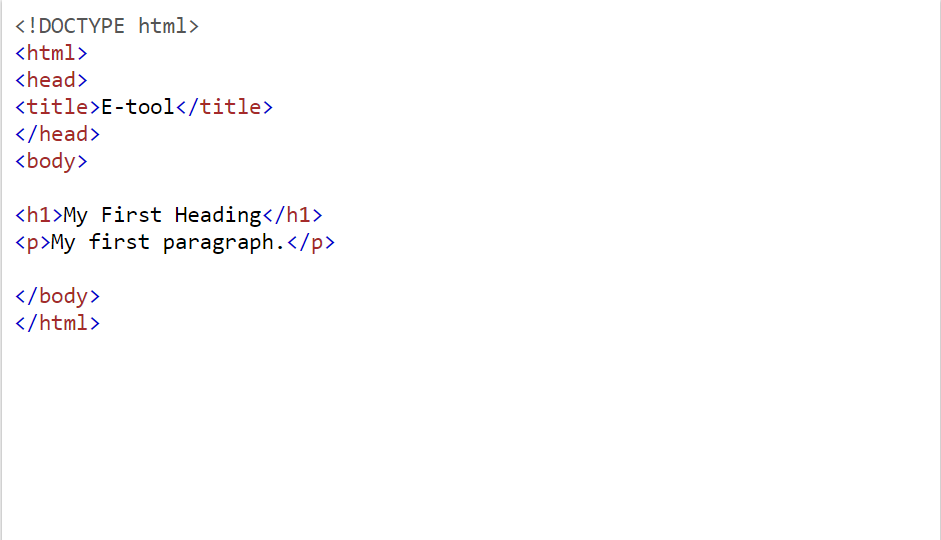 <!DOCTYPE html>
<html>
<head>
<title>E-tool</title>
</head>
<body>
<h1>My First Heading</h1>
<p>My first paragraph.</p>
</body>
</html>